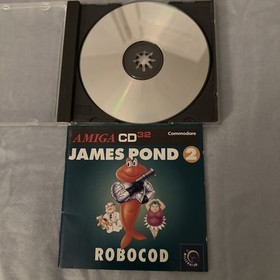 AMIGA CD32
Commodore
JAMES POND 2
ROBOCOD